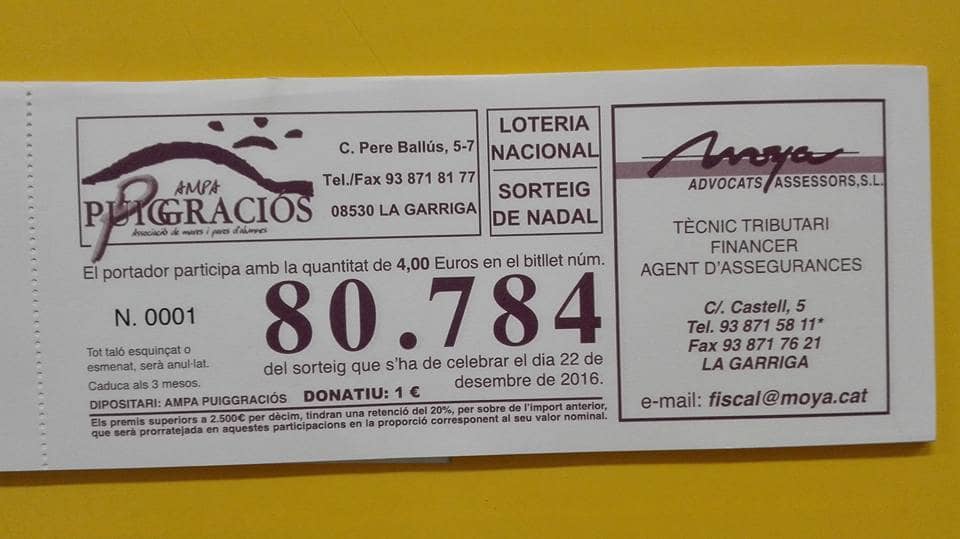 AMPA
PUIGGRACIÓS
Associació de mares i pares d'alumnes
C. Pere Ballús, 5-7
Tel./Fax 93 871 81 77
08530 LA GARRIGA
LOTERIA
NACIONAL
SORTEIG
DE NADAL
El portador participa amb la quantitat de 4,00 Euros en el bitllet núm.
80.784
N. 0001
del sorteig que s'ha de celebrar el dia 22 de
desembre de 2016.
Tot taló esquinçat o
esmenat, serà anul·lat.
Caduca als 3 mesos.
DIPOSITARI: AMPA PUIGGRACIÓS
DONATIU: 1 €
Els premis superiors a 2.500€ per dècim, tindran una retenció del 20%, per sobre de l'import anterior,
que serà prorratejada en aquestes participacions en la proporció corresponent al seu valor nominal.
Moya
ADVOCATS ASSESSORS, S.L.
TÈCNIC TRIBUTARI
FINANCER
AGENT D'ASSEGURANCES
C/. Castell, 5
Tel. 93 871 58 11*
Fax 93 871 76 21
LA GARRIGA
e-mail: fiscal@moya.cat